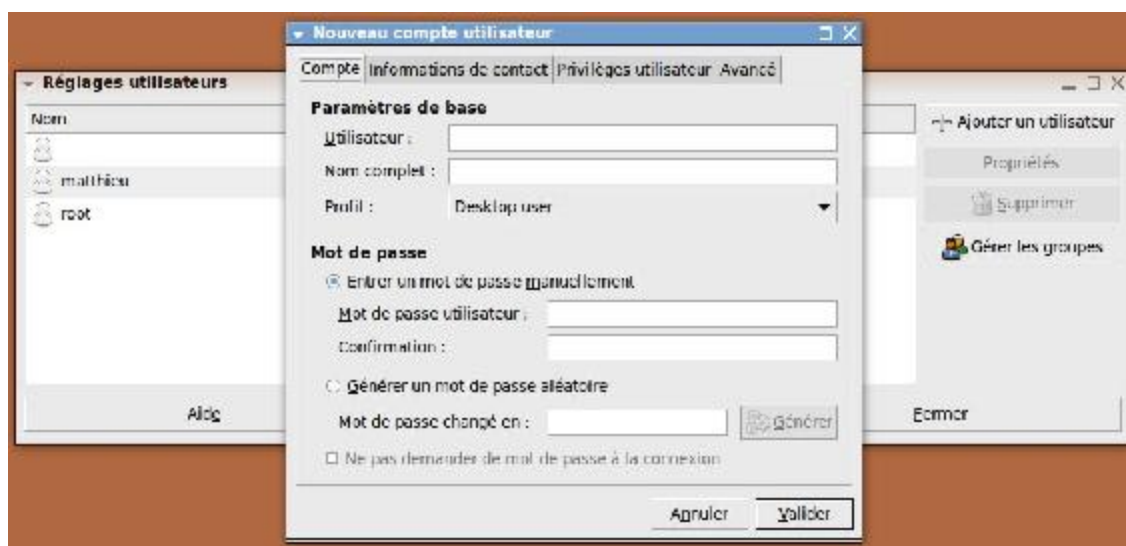 Nouveau compte utilisateur
Compte Informations de contact Privilèges utilisateur Avancé
Paramètres de base
Utilisateur :
Nom complet :
Profil : Desktop user
Mot de passe
Entrer un mot de passe manuellement
Mot de passe utilisateur :
Confirmation :
Générer un mot de passe aléatoire
Mot de passe changé en : Générer
Ne pas demander de mot de passe à la connexion
Annuler Valider
Réglages utilisateurs
Nom
matthieu
root
Ajouter un utilisateur
Propriétés
Supprimer
Gérer les groupes
Aide
Fermer